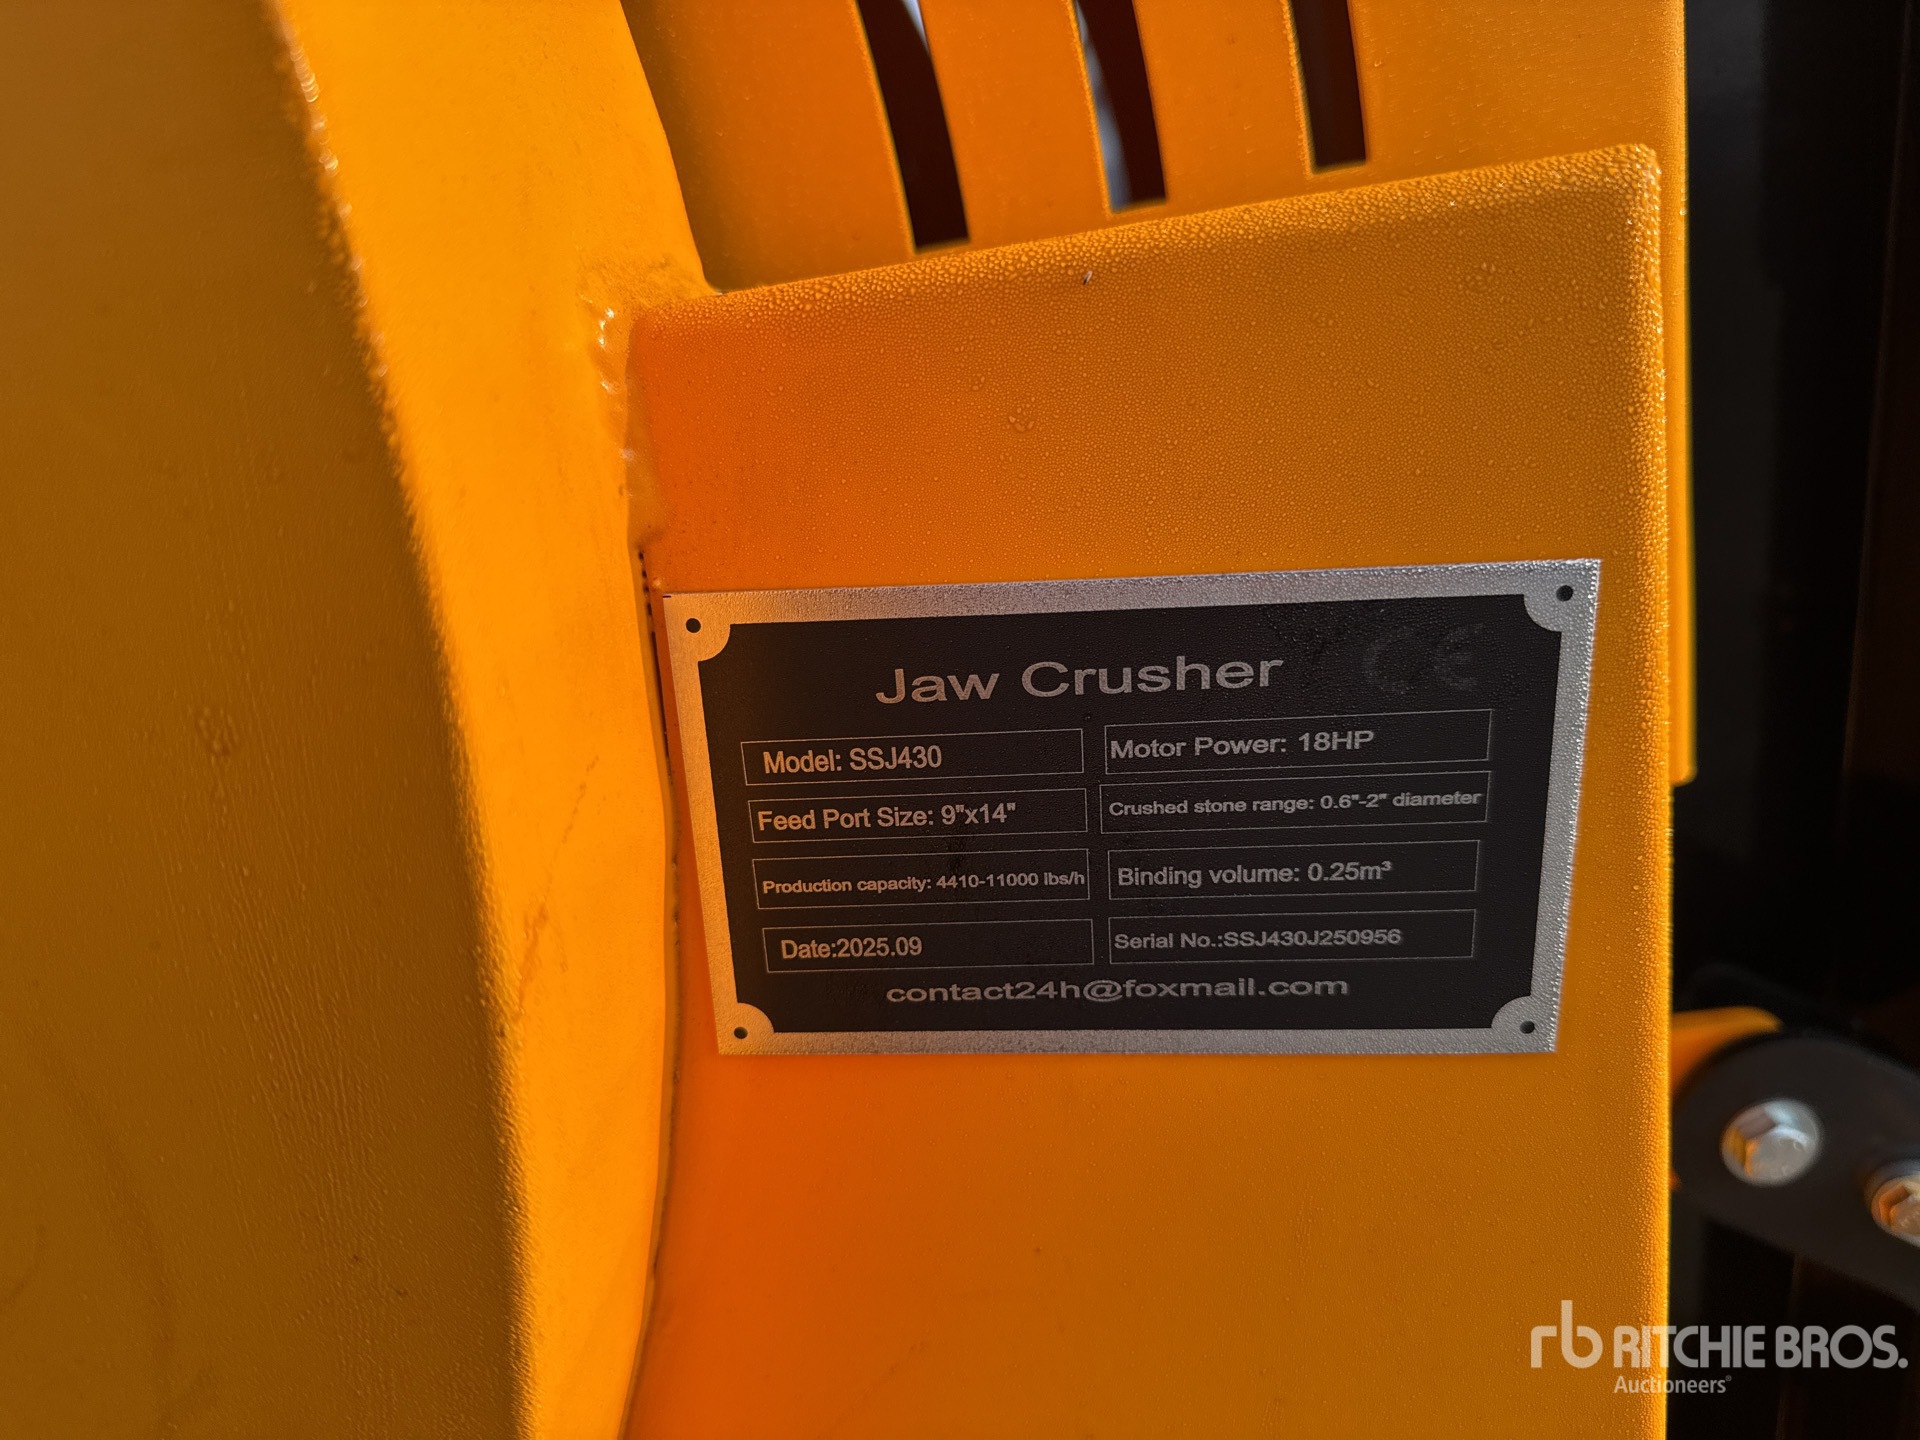 Jaw Crusher CE
Model: SSJ430
Motor Power: 18HP
Feed Port Size: 9"x14"
Crushed stone range: 0.6"-2" diameter
Production capacity: 4410-11000 lbs/h
Binding volume: 0.25m³
Date:2025.09
Serial No.:SSJ430J250956
contact24h@foxmail.com
rb RITCHIE BROS.
Auctioneers®